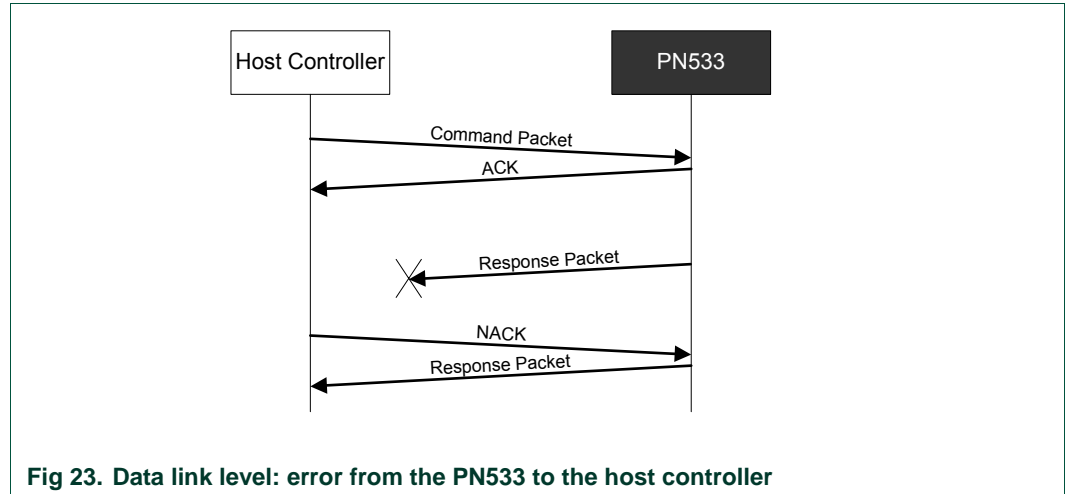 Host Controller
PN533
Command Packet
ACK
Response Packet
NACK
Response Packet
Fig 23. Data link level: error from the PN533 to the host controller